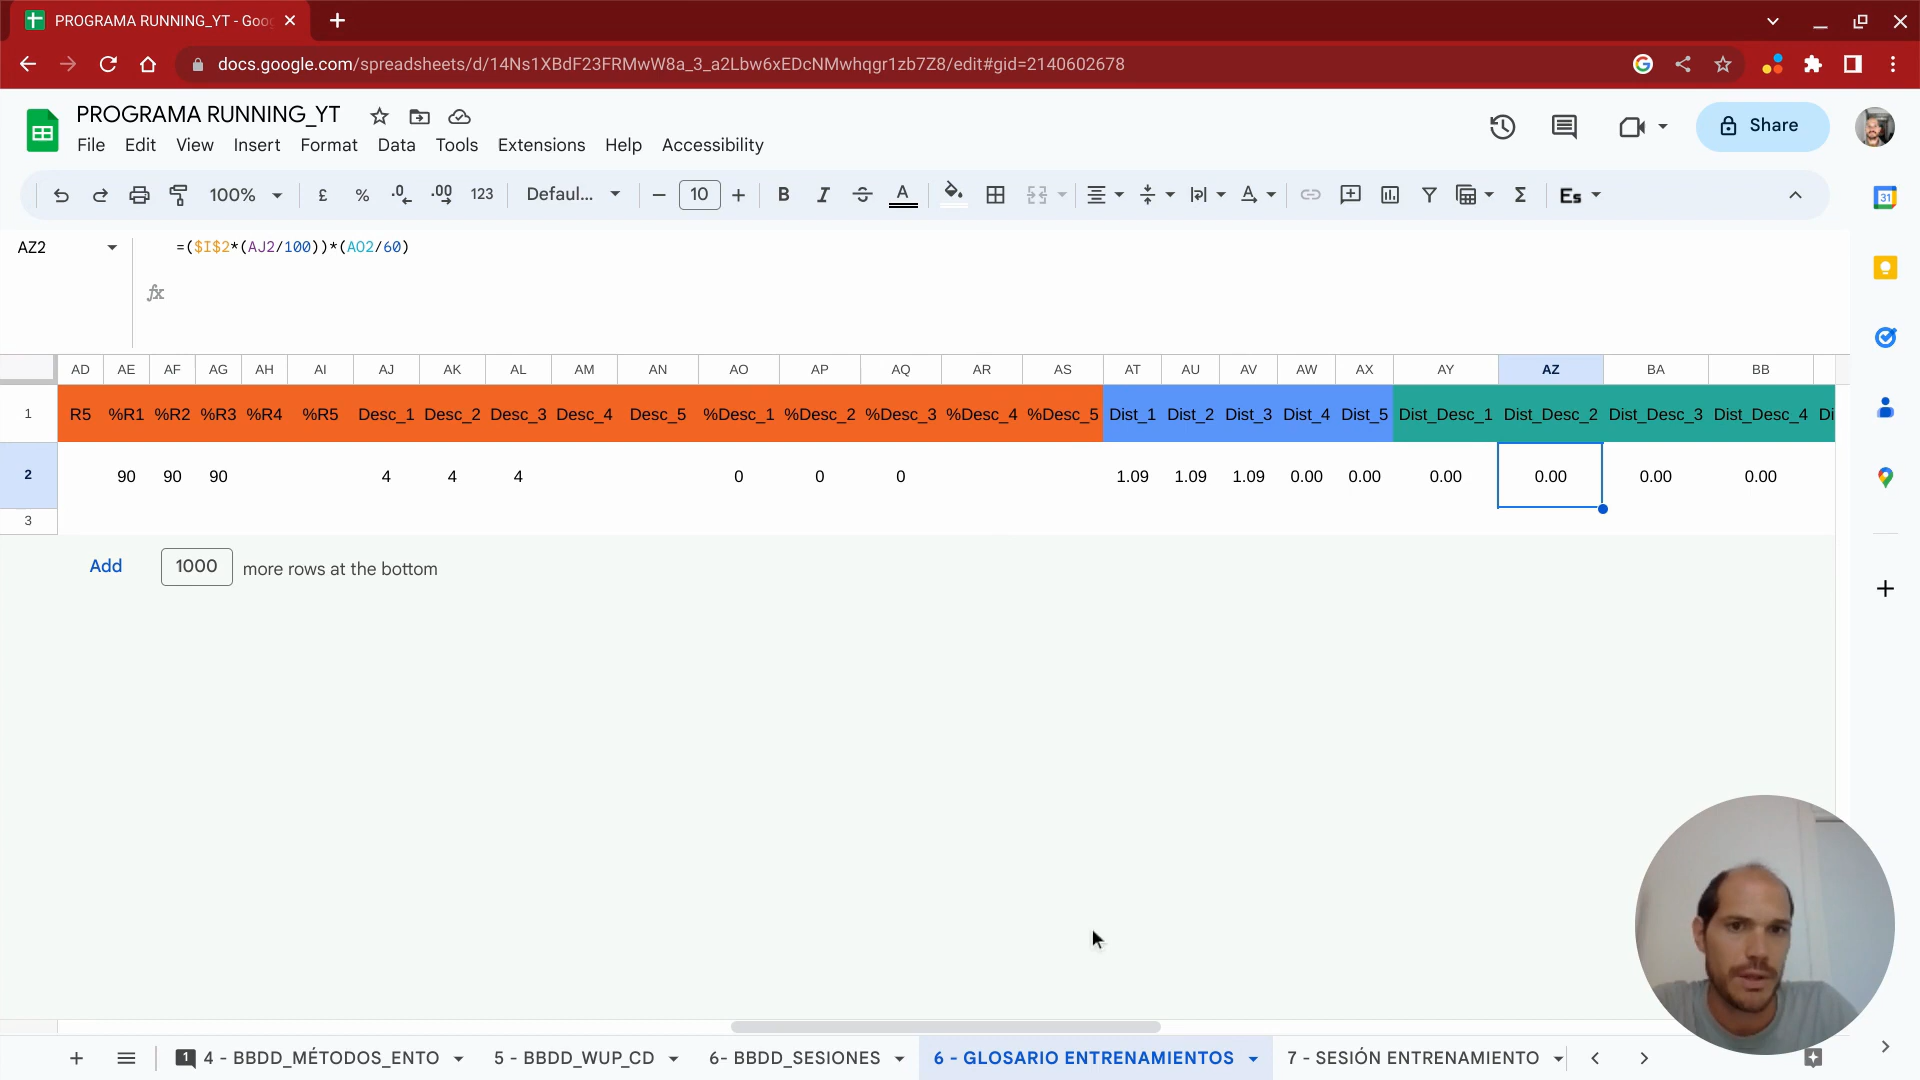 PROGRAMA RUNNING_YT - Goo
docs.google.com/spreadsheets/d/14Ns1XBdF23FRMwW8a_3_a2Lbw6xEDcNMwhqgr1zb7Z8/edit#gid=2140602678
PROGRAMA RUNNING_YT
File Edit View Insert Format Data Tools Extensions Help Accessibility
Share
31
100% £ % .0 .00 123 Defaul... 10 B I A Σ Es
AZ2 =($I$2*(AJ2/100))*(AO2/60)
fx
AD AE AF AG AH AI AJ AK AL AM AN AO AP AQ AR AS AT AU AV AW AX AY AZ BA BB
1 R5 %R1 %R2 %R3 %R4 %R5 Desc_1 Desc_2 Desc_3 Desc_4 Desc_5 %Desc_1 %Desc_2 %Desc_3 %Desc_4 %Desc_5 Dist_1 Dist_2 Dist_3 Dist_4 Dist_5 Dist_Desc_1 Dist_Desc_2 Dist_Desc_3 Dist_Desc_4 Di
2 90 90 90 4 4 4 0 0 0 1.09 1.09 1.09 0.00 0.00 0.00 0.00 0.00 0.00
3
Add 1000 more rows at the bottom
1 4 - BBDD_MÉTODOS_ENTO 5 - BBDD_WUP_CD 6- BBDD_SESIONES 6 - GLOSARIO ENTRENAMIENTOS 7 - SESIÓN ENTRENAMIENTO